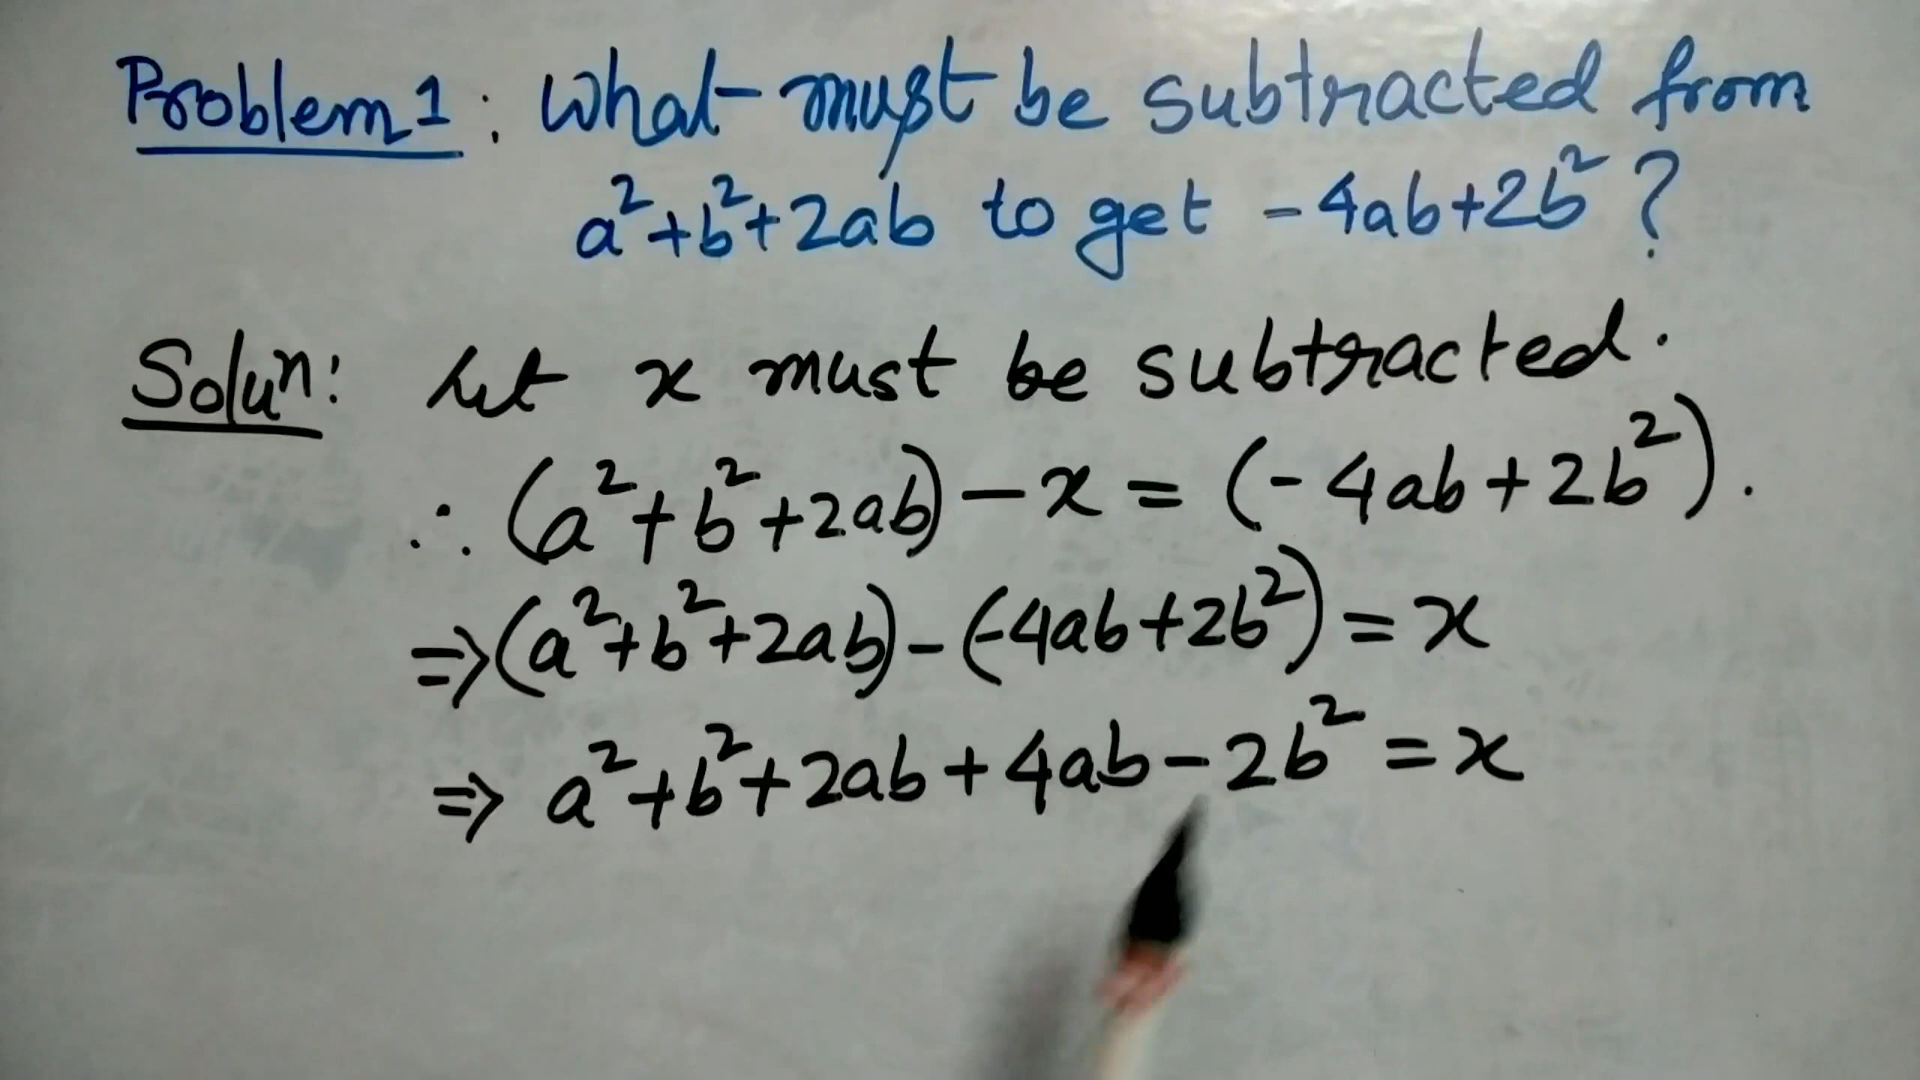 Problem 1: What must be subtracted from
a²+b²+2ab to get -4ab+2b²?
Soluⁿ: Let x must be subtracted.
∴ (a²+b²+2ab)-x = (-4ab+2b²).
⇒(a²+b²+2ab)-(-4ab+2b²)=x
⇒ a²+b²+2ab+4ab-2b²=x